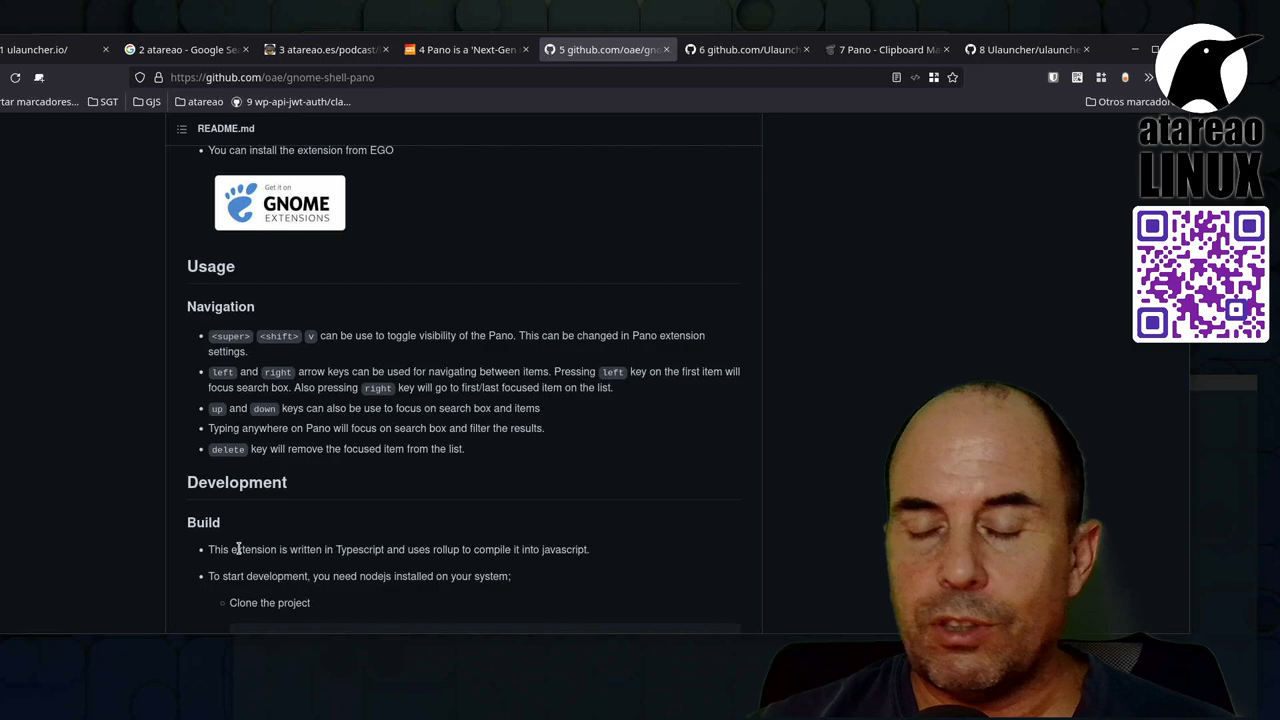 1 ulauncher.io/
2 atareao - Google Se
3 atareao.es/podcast/
4 Pano is a 'Next-Gen
5 github.com/oae/gno
6 github.com/Ulaunch
7 Pano - Clipboard Ma
8 Ulauncher/ulaunche
https://github.com/oae/gnome-shell-pano
rtar marcadores...
SGT
GJS
atareao
9 wp-api-jwt-auth/cla...
Otros marcador
atareao
LINUX
README.md
You can install the extension from EGO
Get it on
GNOME
EXTENSIONS
Usage
Navigation
<super> <shift> v can be use to toggle visibility of the Pano. This can be changed in Pano extension
settings.
left and right arrow keys can be used for navigating between items. Pressing left key on the first item will
focus search box. Also pressing right key will go to first/last focused item on the list.
up and down keys can also be use to focus on search box and items
Typing anywhere on Pano will focus on search box and filter the results.
delete key will remove the focused item from the list.
Development
Build
This extension is written in Typescript and uses rollup to compile it into javascript.
To start development, you need nodejs installed on your system;
Clone the project